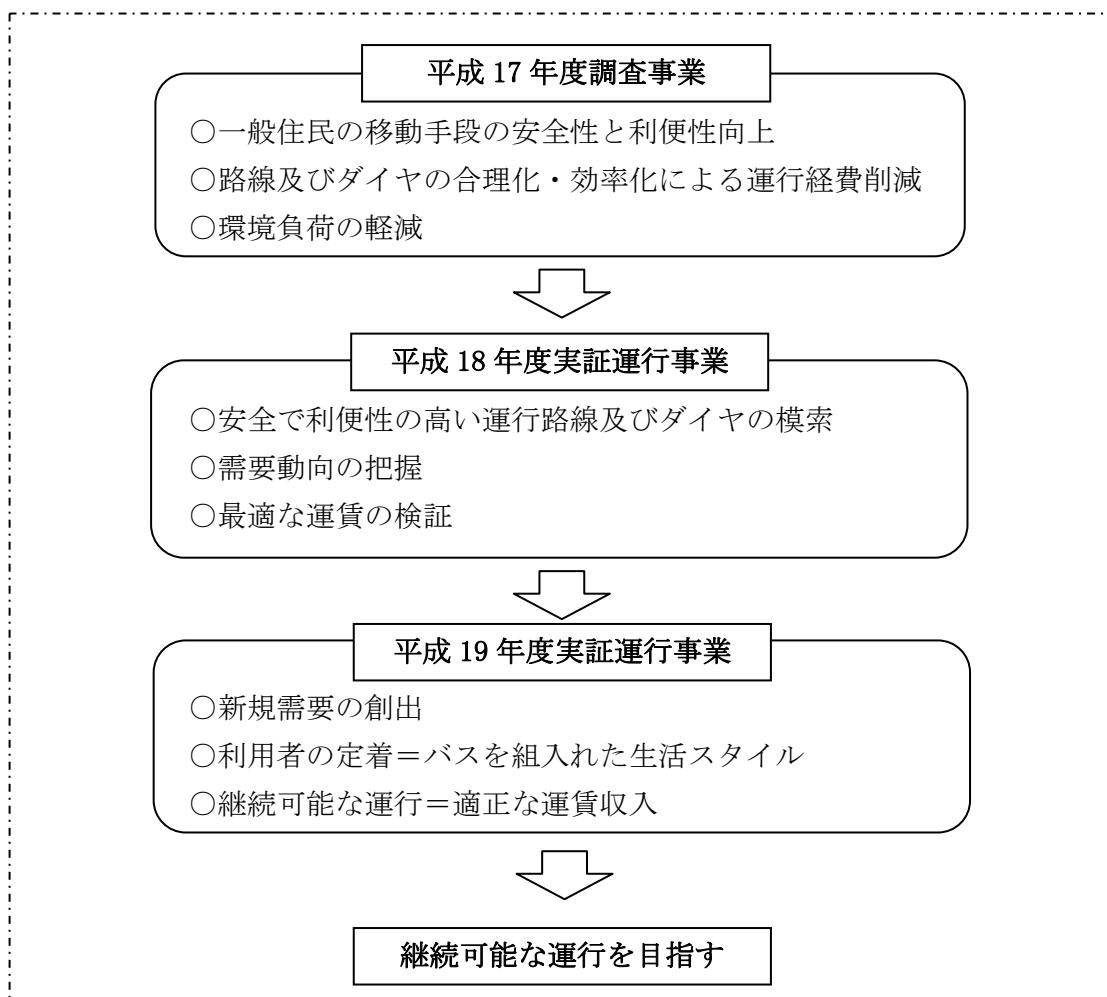 平成 17 年度調査事業
○一般住民の移動手段の安全性と利便性向上
○路線及びダイヤの合理化・効率化による運行経費削減
○環境負荷の軽減
平成 18 年度実証運行事業
○安全で利便性の高い運行路線及びダイヤの模索
○需要動向の把握
○最適な運賃の検証
平成 19 年度実証運行事業
○新規需要の創出
○利用者の定着＝バスを組入れた生活スタイル
○継続可能な運行＝適正な運賃収入
継続可能な運行を目指す